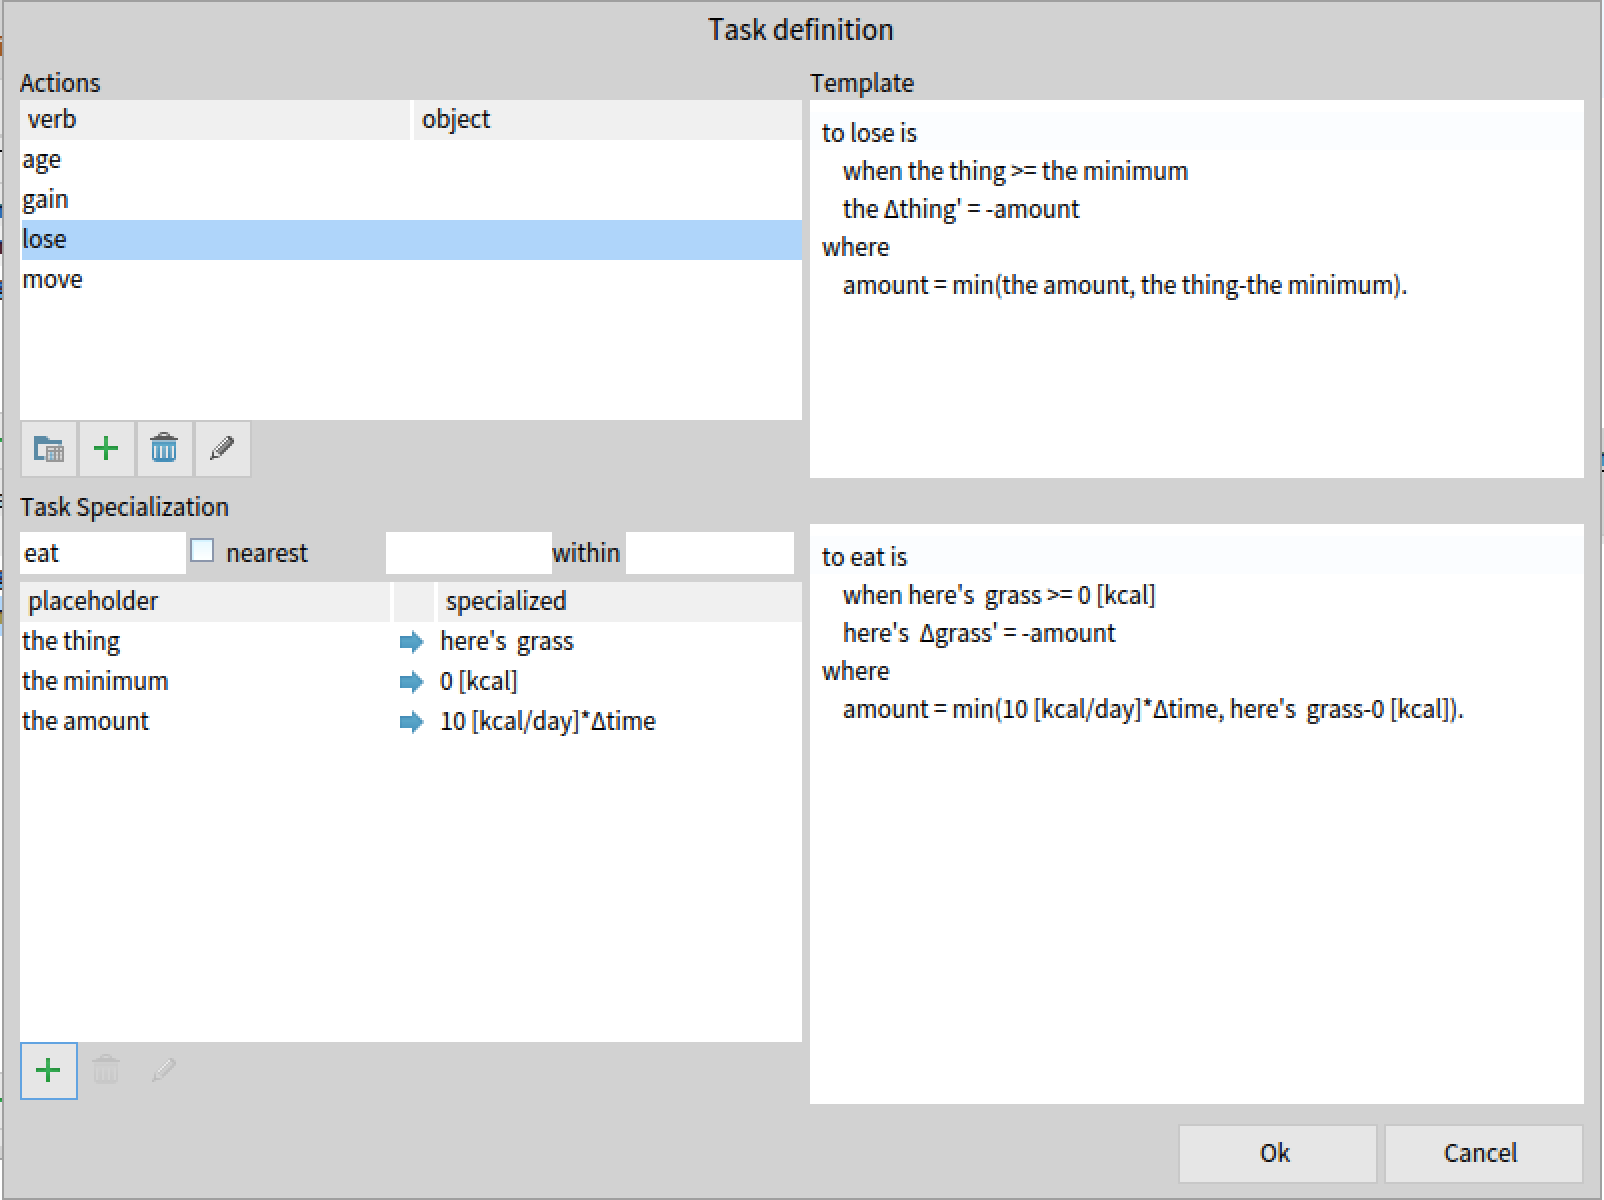 Task definition
Actions
verb object
age
gain
lose
move
Template
to lose is
when the thing >= the minimum
the Δthing' = -amount
where
amount = min(the amount, the thing-the minimum).
Task Specialization
eat nearest within
placeholder specialized
the thing here's  grass
the minimum 0 [kcal]
the amount 10 [kcal/day]*Δtime
to eat is
when here's  grass >= 0 [kcal]
here's  Δgrass' = -amount
where
amount = min(10 [kcal/day]*Δtime, here's  grass-0 [kcal]).
Ok Cancel